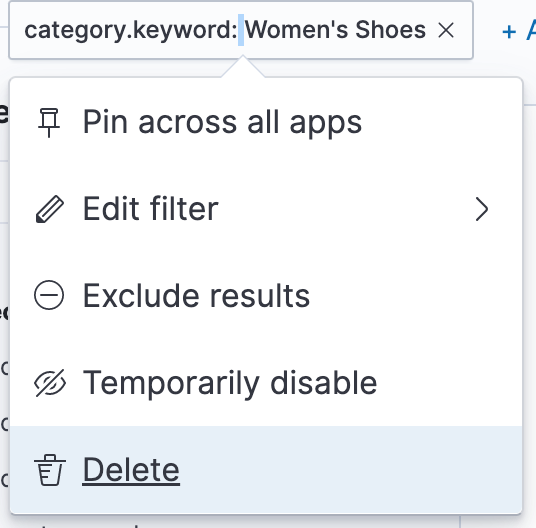 category.keyword: Women's Shoes
+ A
Pin across all apps
Edit filter
Exclude results
Temporarily disable
Delete